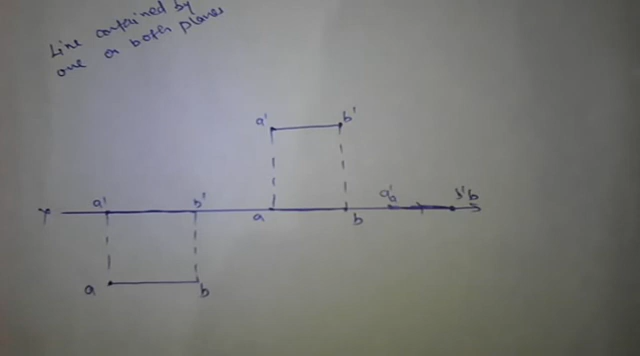 Line contained by
one or both planes
a' b'
x a' b' a b a'a b'b y
a b